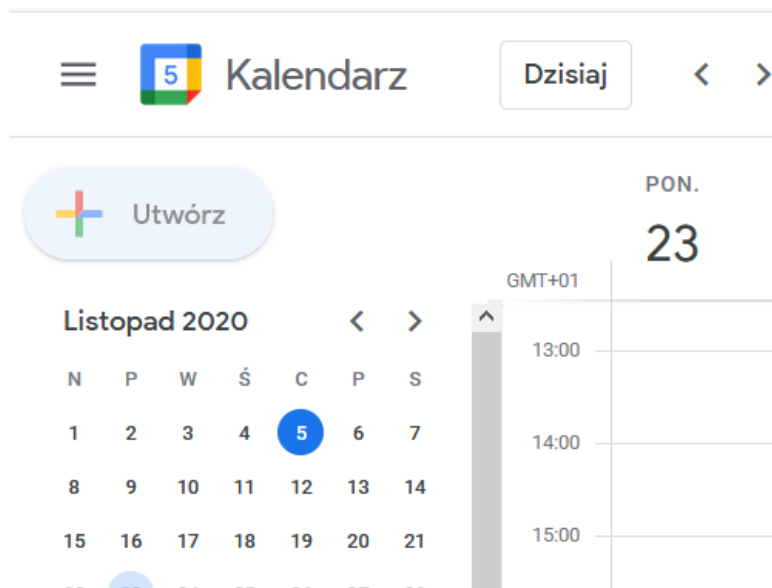 5 Kalendarz Dzisiaj
Utwórz
PON.
23
GMT+01
Listopad 2020
N P W Ś C P S
1 2 3 4 5 6 7
8 9 10 11 12 13 14
15 16 17 18 19 20 21
13:00
14:00
15:00